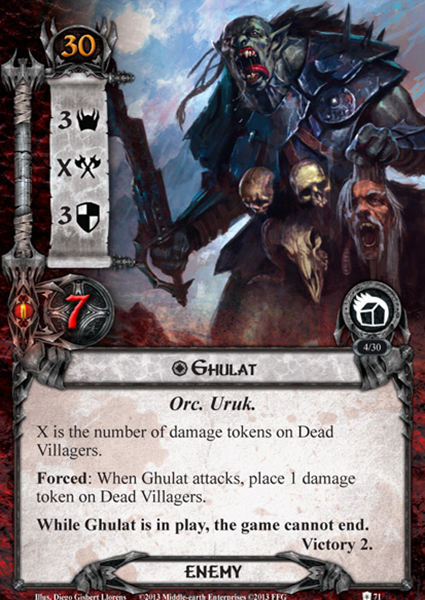 30
3
X
3
7
4/30
Ghulat
Orc. Uruk.
X is the number of damage tokens on Dead
Villagers.
Forced: When Ghulat attacks, place 1 damage
token on Dead Villagers.
While Ghulat is in play, the game cannot end.
Victory 2.
ENEMY
Illus. Diego Gisbert Llorens ©2013 Middle-earth Enterprises ©2013 FFG 71